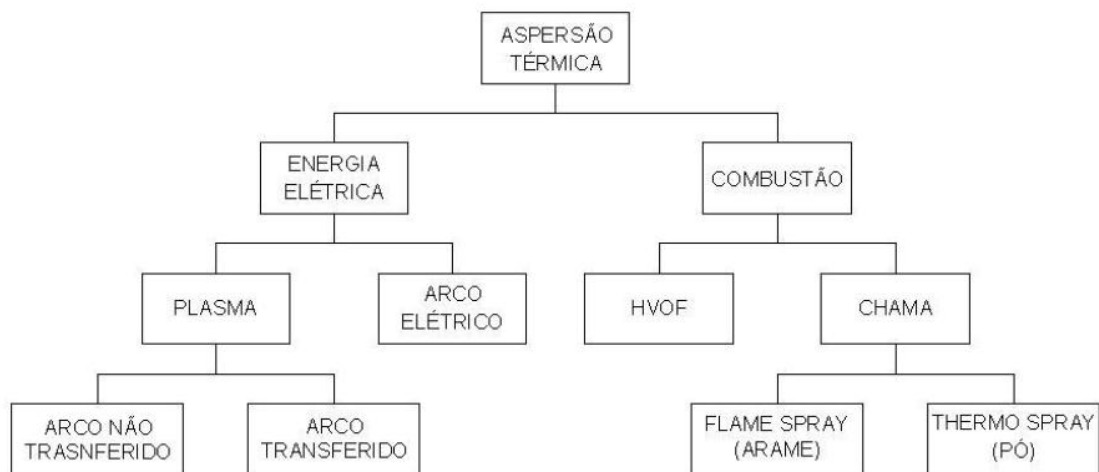 ASPERSÃO
TÉRMICA
ENERGIA
ELÉTRICA
COMBUSTÃO
PLASMA
ARCO
ELÉTRICO
HVOF
CHAMA
ARCO NÃO
TRASNFERIDO
ARCO
TRANSFERIDO
FLAME SPRAY
(ARAME)
THERMO SPRAY
(PÓ)